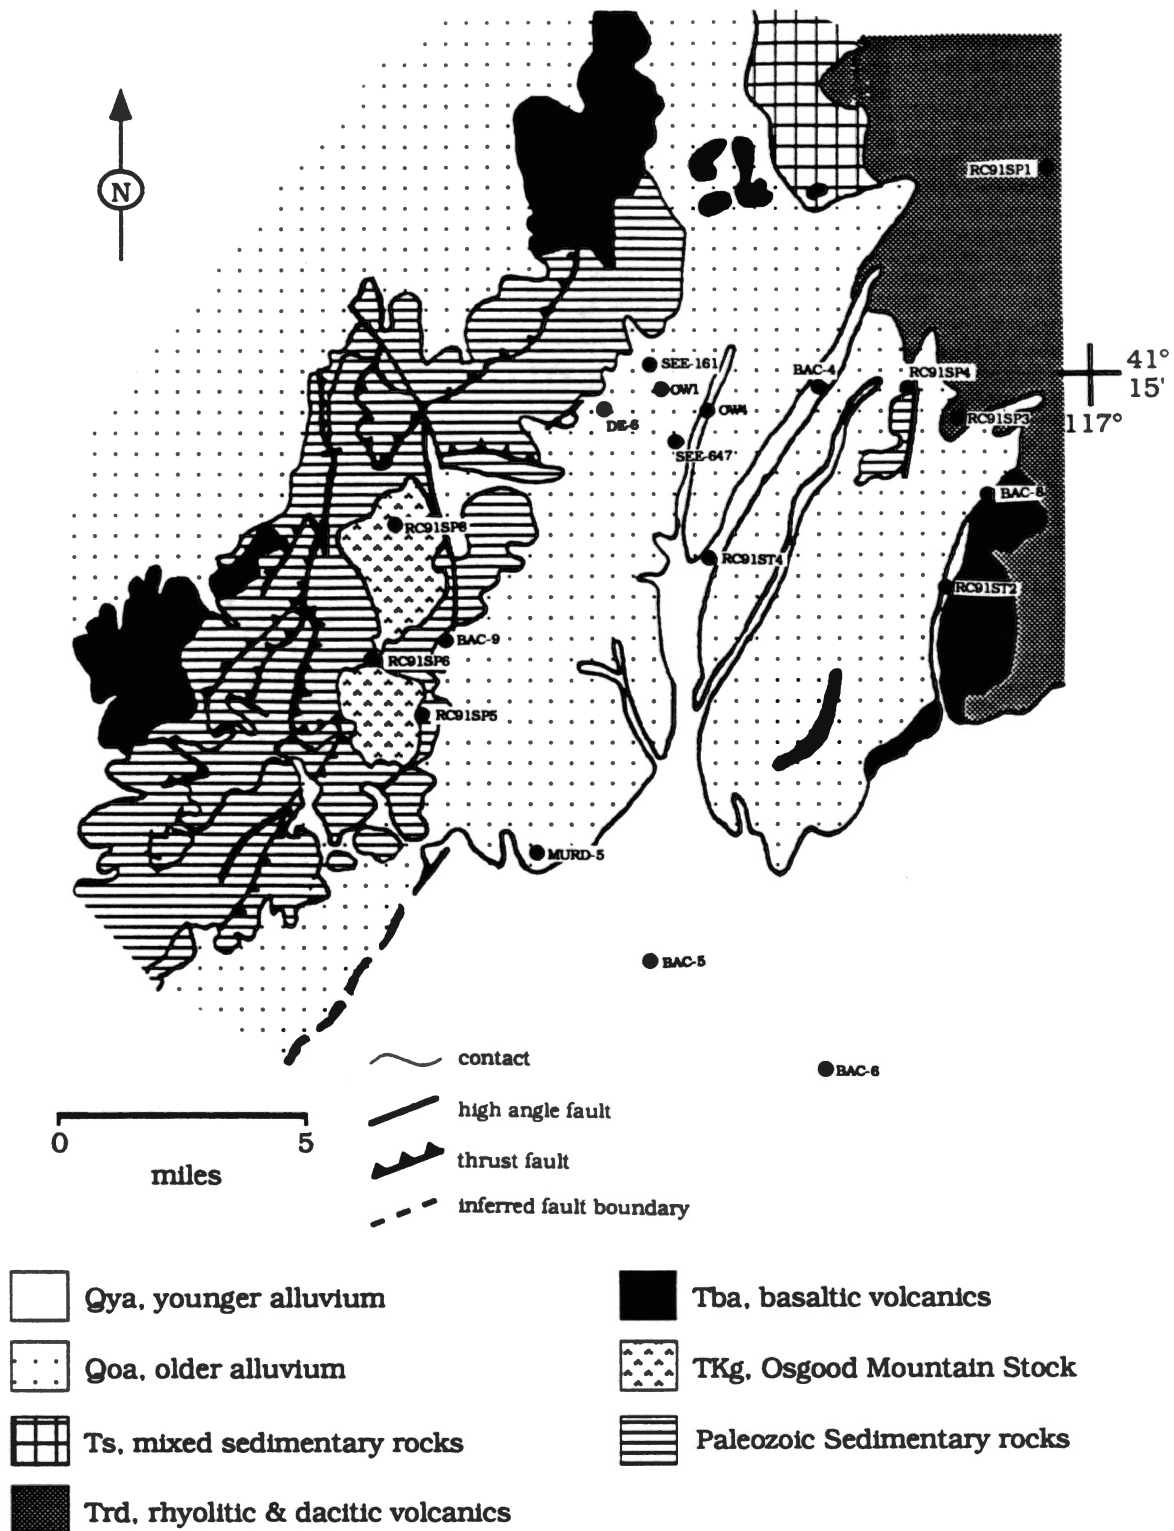 N
RC91SP1
SEE-161
OW1
BAC-4
RC91SP4
41°
15'
OW4
DE-6
RC91SP3
117°
SEE-647
BAC-8
RC91SP8
RC91ST4
RC91ST2
BAC-9
RC91SP6
RC91SP5
MURD-5
BAC-5
BAC-6
contact
high angle fault
thrust fault
inferred fault boundary
0 5
miles
Qya, younger alluvium
Qoa, older alluvium
Ts, mixed sedimentary rocks
Trd, rhyolitic & dacitic volcanics
Tba, basaltic volcanics
TKg, Osgood Mountain Stock
Paleozoic Sedimentary rocks